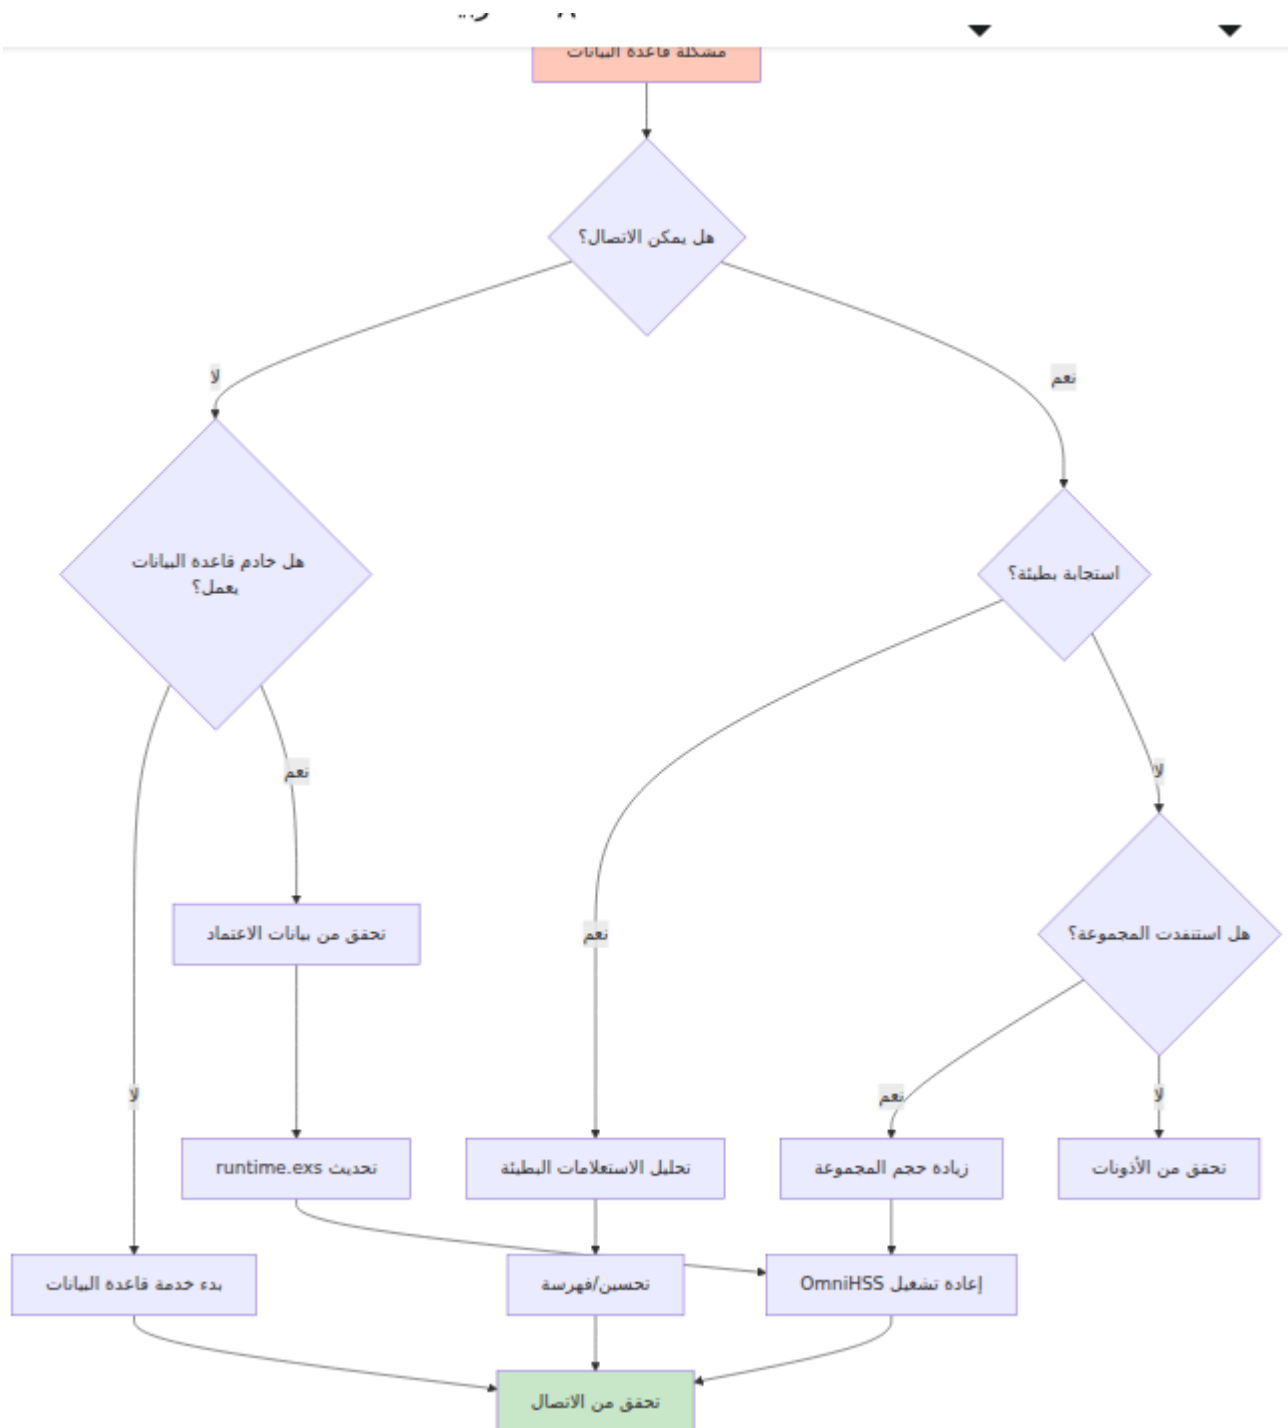 مشكلة قاعدة البيانات
هل يمكن الاتصال؟
لا
نعم
هل خادم قاعدة البيانات
يعمل؟
استجابة بطيئة؟
نعم
لا
تحقق من بيانات الاعتماد
نعم
هل استنفدت المجموعة؟
لا
نعم
لا
تحديث runtime.exs
تحليل الاستعلامات البطيئة
زيادة حجم المجموعة
تحقق من الأذونات
بدء خدمة قاعدة البيانات
تحسين/فهرسة
إعادة تشغيل OmniHSS
تحقق من الاتصال